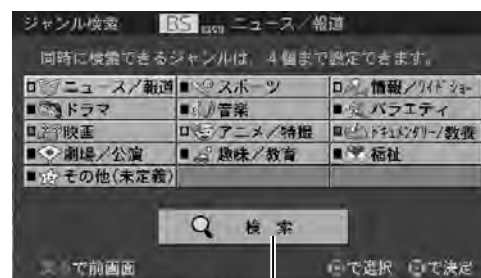 ジャンル検索 BS ニュース／報道
同時に検索できるジャンルは、4個まで設定できます。
ニュース／報道 スポーツ 情報／ワイドショー
ドラマ 音楽 バラエティ
映画 アニメ／特撮 ドキュメンタリー／教養
劇場／公演 趣味／教育 福祉
その他(未定義)
検 索
で前画面 で選択 で決定